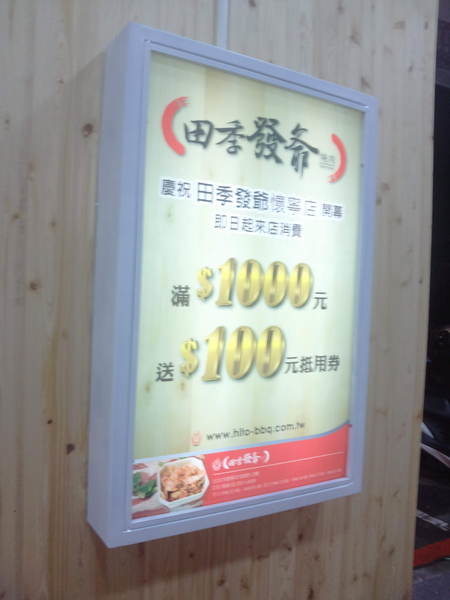 田季發爺 燒肉
慶祝 田季發爺懷寧店 開幕
即日起來店消費
滿 $1000元
送 $100元抵用券
www.hito-bbq.com.tw
田季發爺